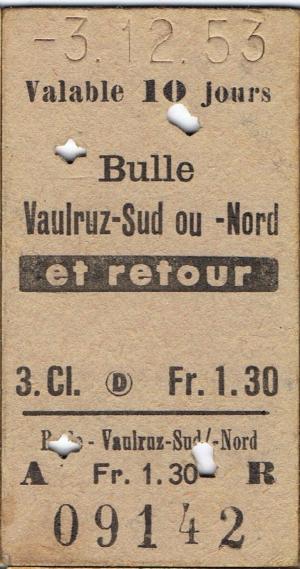 -3.12.53
Valable 10 jours
Bulle
Vaulruz-Sud ou -Nord
et retour
3. Cl. D Fr. 1.30
- Vaulruz-Sud/-Nord
A Fr. 1.30 R
09142